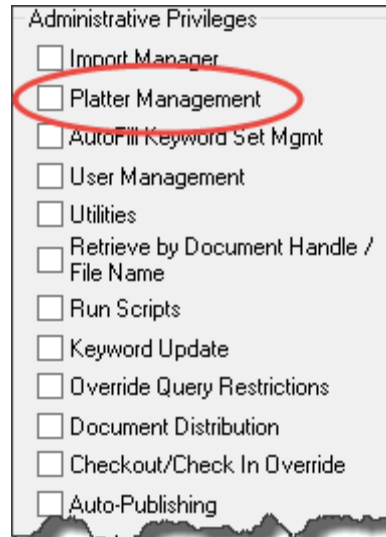 Administrative Privileges
Import Manager
Platter Management
AutoFill Keyword Set Mgmt
User Management
Utilities
Retrieve by Document Handle /
File Name
Run Scripts
Keyword Update
Override Query Restrictions
Document Distribution
Checkout/Check In Override
Auto-Publishing